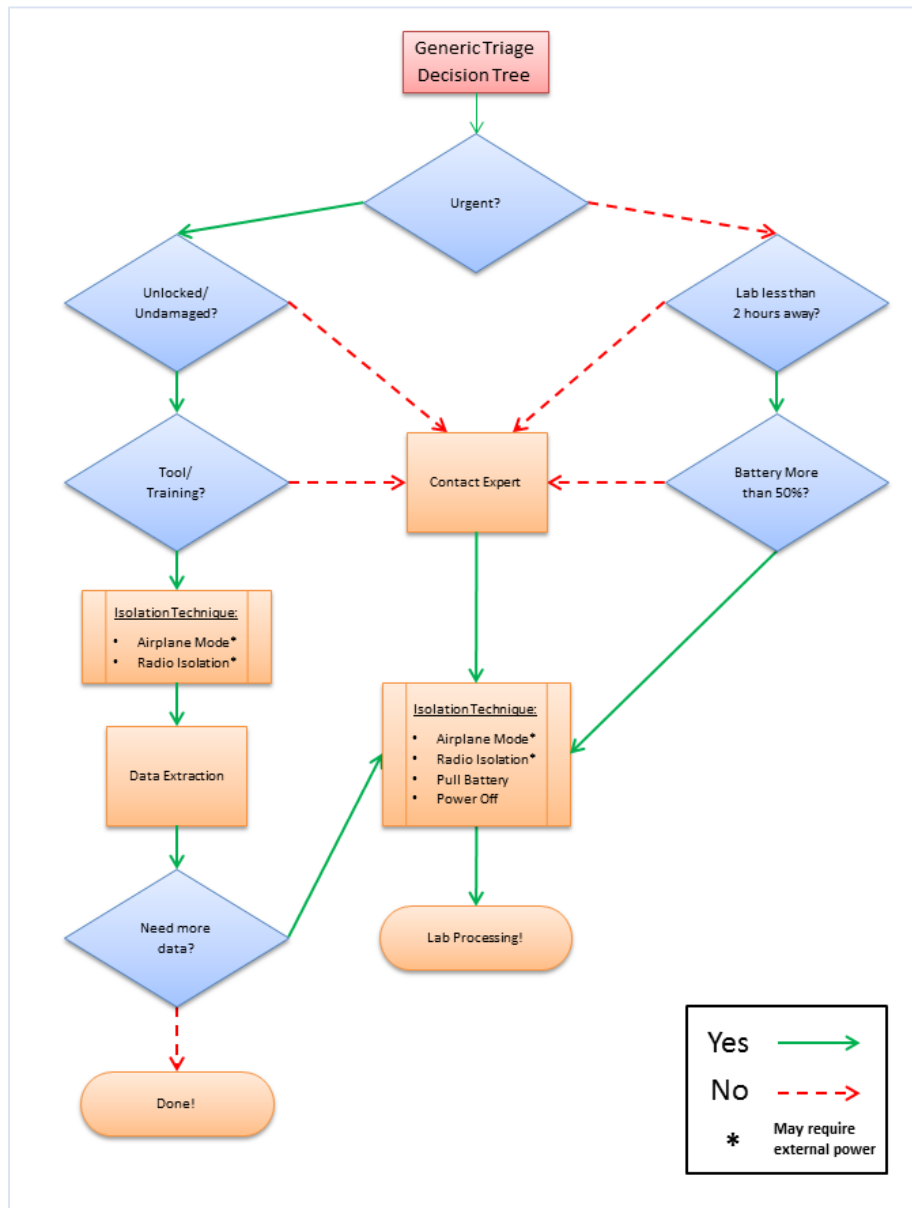 Generic Triage
Decision Tree
Urgent?
Unlocked/
Undamaged?
Lab less than
2 hours away?
Tool/
Training?
Contact Expert
Battery More
than 50%?
Isolation Technique:
• Airplane Mode*
• Radio Isolation*
Data Extraction
Isolation Technique:
• Airplane Mode*
• Radio Isolation*
• Pull Battery
• Power Off
Need more
data?
Lab Processing!
Done!
Yes
No
* May require
external power